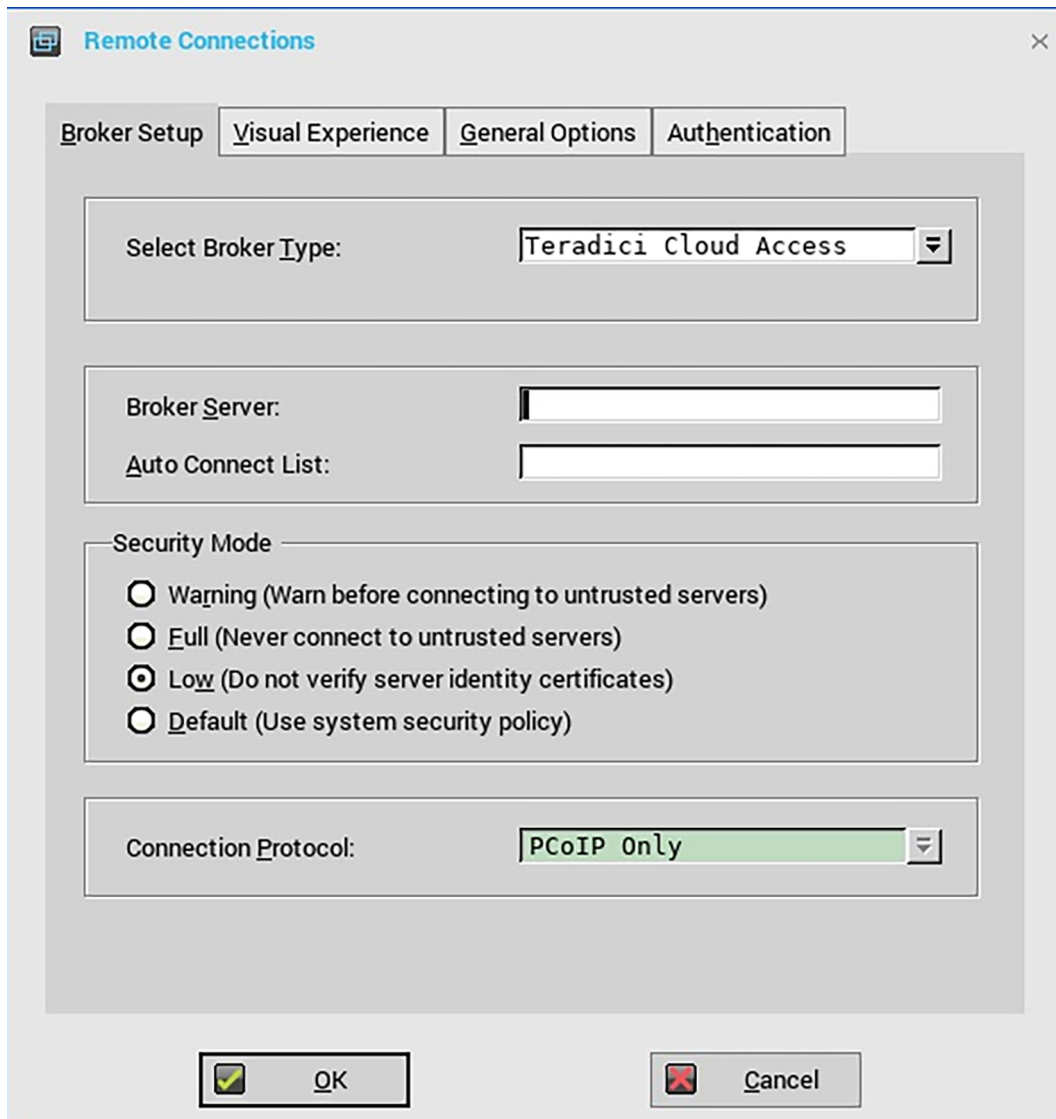 Remote Connections
Broker Setup Visual Experience General Options Authentication
Select Broker Type: Teradici Cloud Access
Broker Server:
Auto Connect List:
Security Mode
Warning (Warn before connecting to untrusted servers)
Full (Never connect to untrusted servers)
Low (Do not verify server identity certificates)
Default (Use system security policy)
Connection Protocol: PCoIP Only
OK Cancel